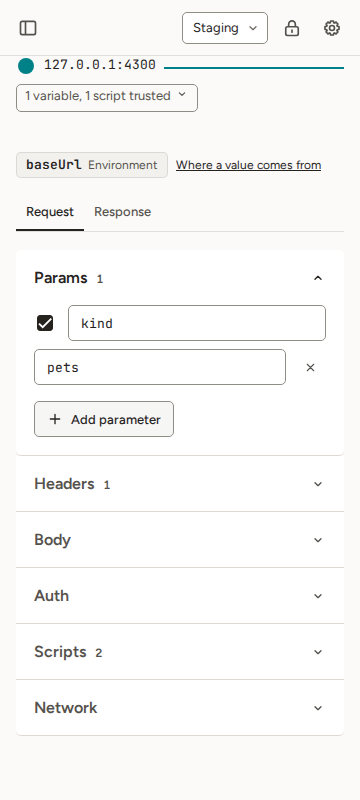 Staging
127.0.0.1:4300
1 variable, 1 script trusted
baseUrl Environment Where a value comes from
Request Response
Params 1
kind
pets
Add parameter
Headers 1
Body
Auth
Scripts 2
Network